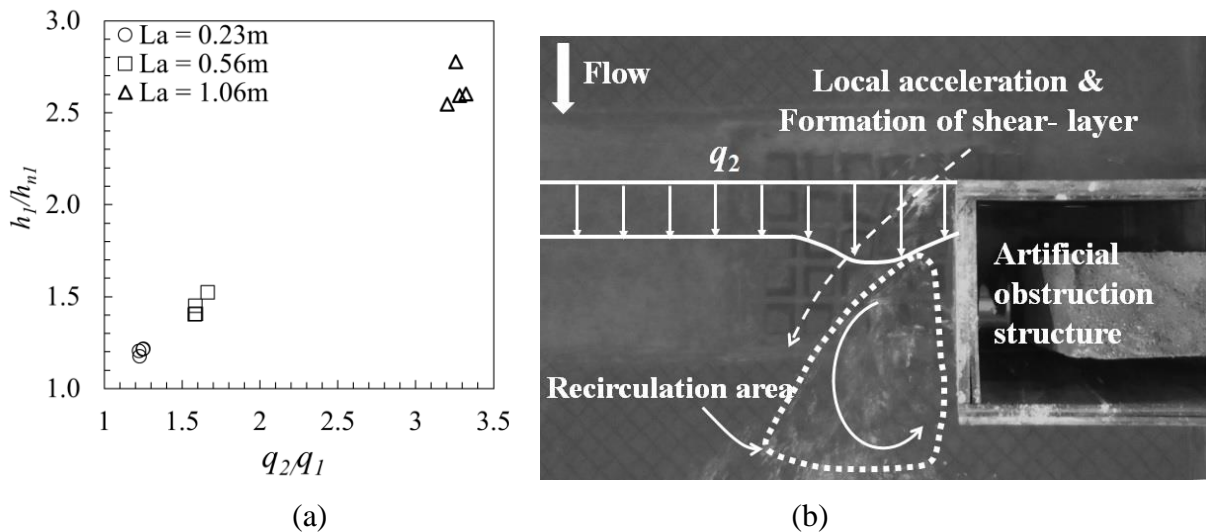 3.0
2.5
2.0
1.5
1.0
h1/hn1
La = 0.23m
La = 0.56m
La = 1.06m
1 1.5 2 2.5 3 3.5
q2/q1
(a)
Flow
Local acceleration &
Formation of shear- layer
q2
Artificial
obstruction
structure
Recirculation area
(b)